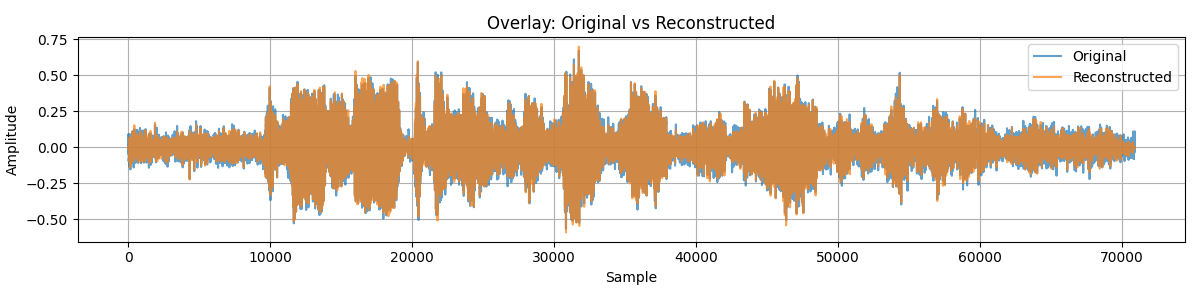 Overlay: Original vs Reconstructed
0.75
0.50
0.25
0.00
−0.25
−0.50
Amplitude
Original
Reconstructed
0
10000
20000
30000
40000
50000
60000
70000
Sample